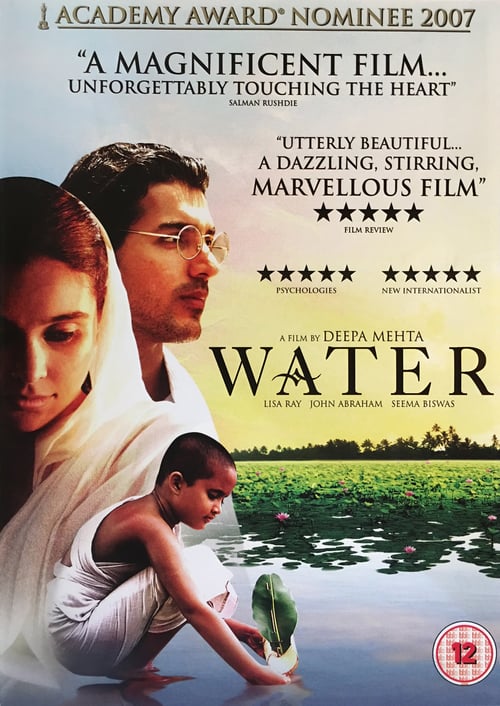 ACADEMY AWARD® NOMINEE 2007
"A MAGNIFICENT FILM...
UNFORGETTABLY TOUCHING THE HEART"
SALMAN RUSHDIE
"UTTERLY BEAUTIFUL...
A DAZZLING, STIRRING,
MARVELLOUS FILM"
★★★★★
FILM REVIEW
★★★★★ ★★★★★
PSYCHOLOGIES NEW INTERNATIONALIST
A FILM BY DEEPA MEHTA
WATER
LISA RAY JOHN ABRAHAM SEEMA BISWAS
12